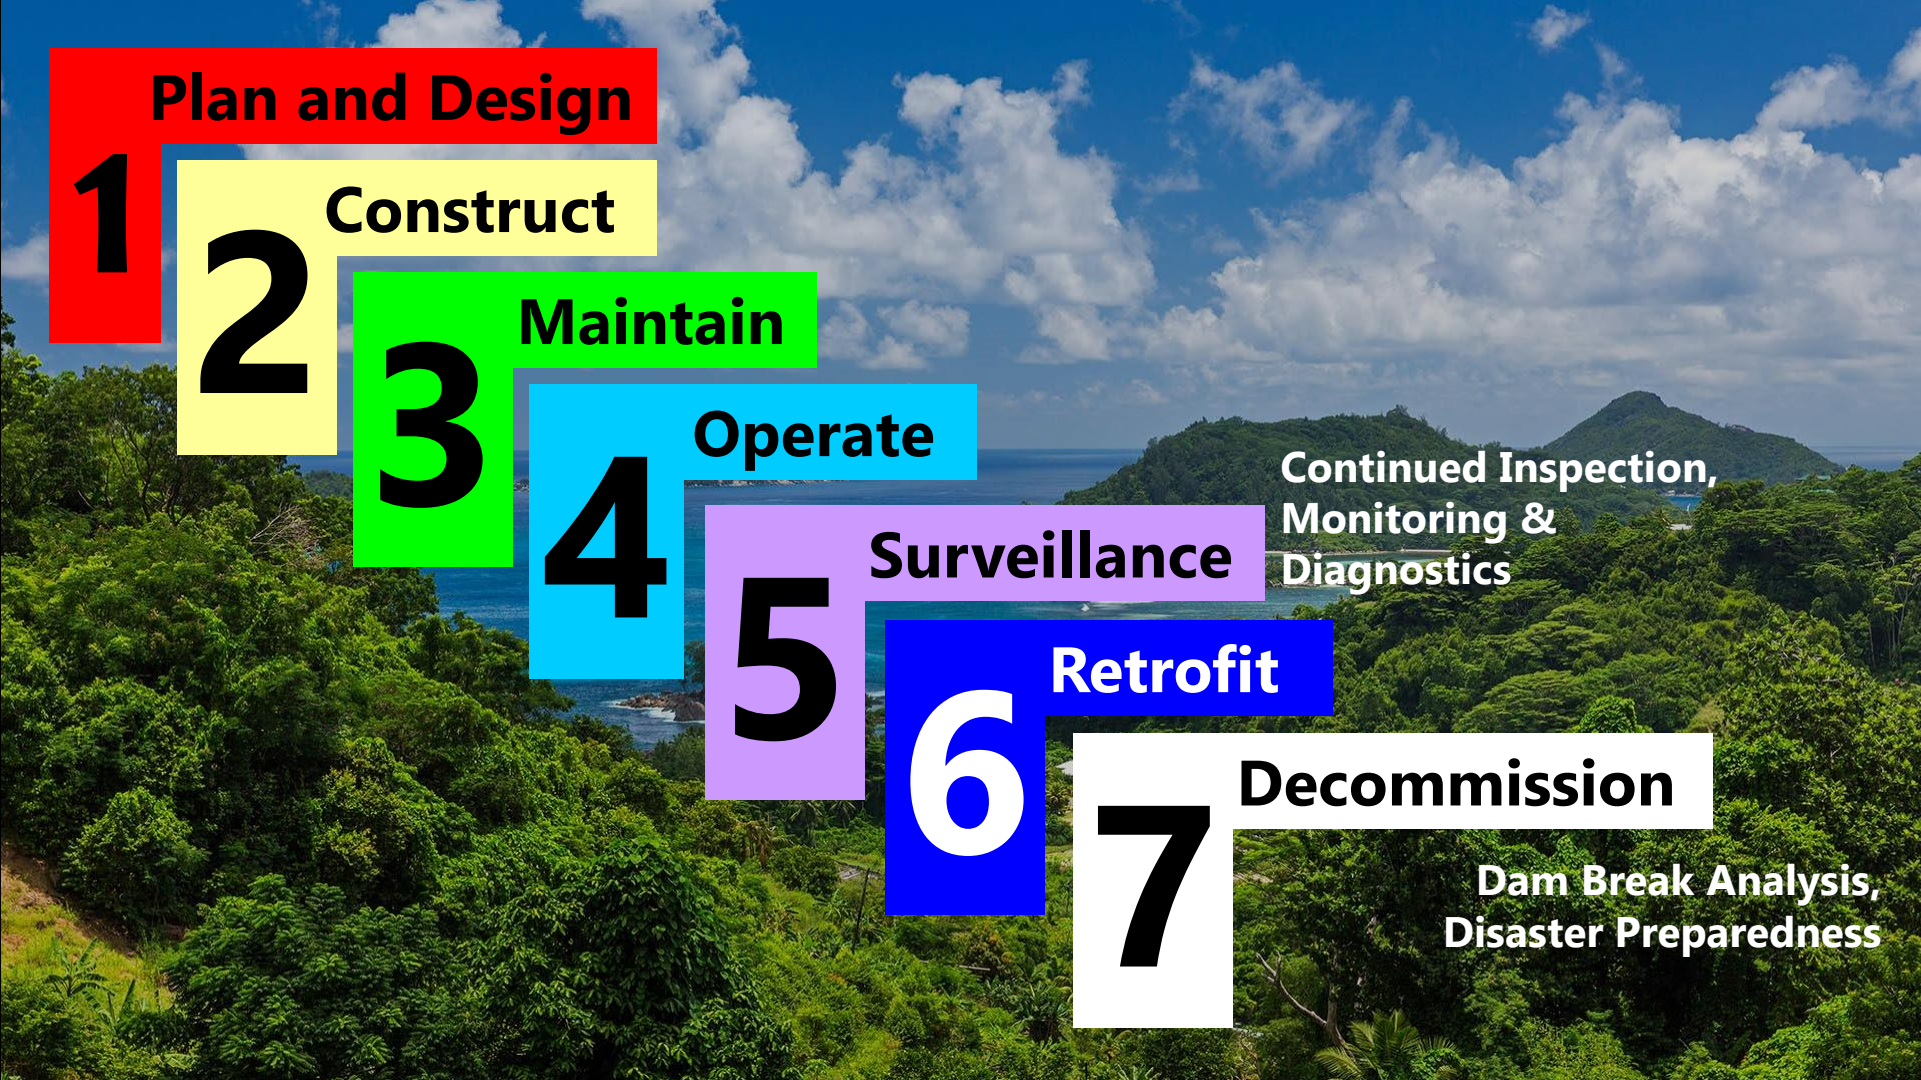 Plan and Design
1
Construct
2
Maintain
3
Operate
4
Continued Inspection,
Monitoring &
Diagnostics
Surveillance
5
Retrofit
6
Decommission
7
Dam Break Analysis,
Disaster Preparedness